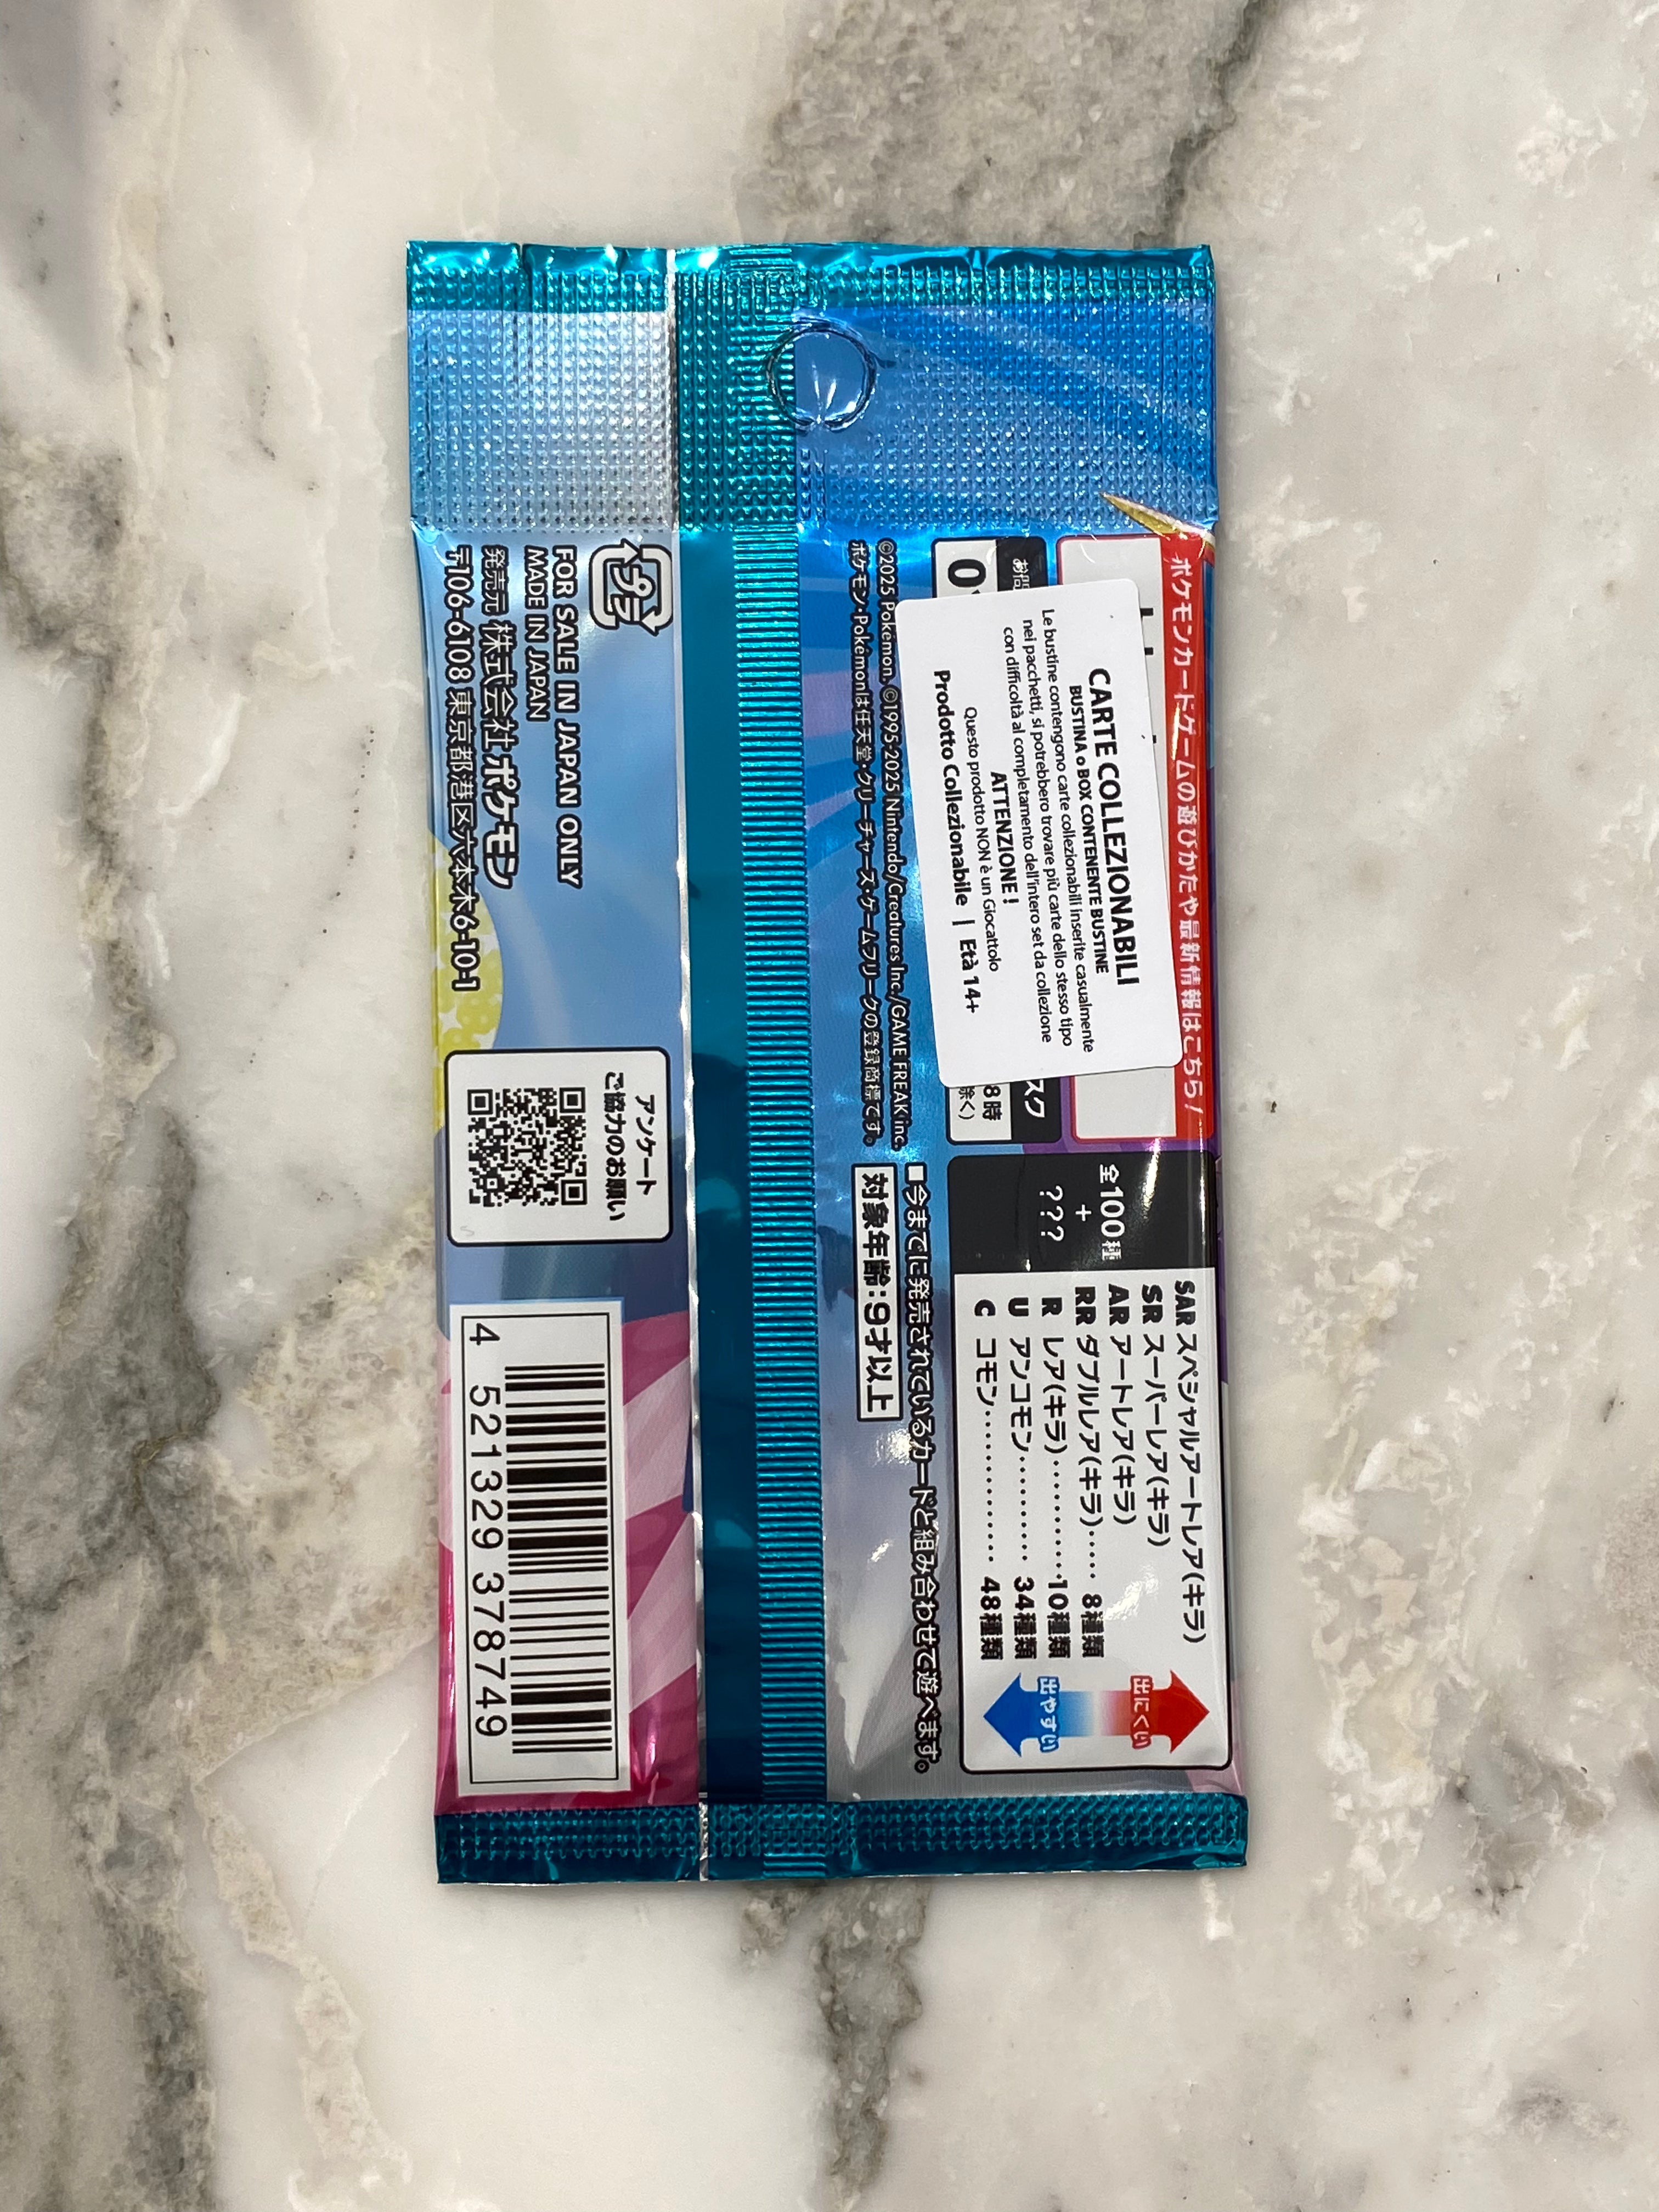 ポケモンカードゲームの遊びかたや最新情報はこちら！
CARTE COLLEZIONABILI
BUSTINA o BOX CONTENENTE BUSTINE
Le bustine contengono carte collezionabili inserite casualmente
nei pacchetti, si potrebbero trovare più carte dello stesso tipo
con difficoltà al completamento dell'intero set da collezione
ATTENZIONE !
Questo prodotto NON è un Giocattolo
Prodotto Collezionabile | Età 14+
お問
スク
0
8時
除く)
©2025 Pokémon. ©1995-2025 Nintendo/Creatures Inc./GAME FREAK inc.
ポケモン・Pokémonは任天堂・クリーチャーズ・ゲームフリークの登録商標です。
全100種
+
???
SAR スペシャルアートレア(キラ)
SR スーパーレア(キラ)
AR アートレア(キラ)
RR ダブルレア(キラ)‥‥ 8種類
R レア(キラ)‥‥‥‥‥10種類
U アンコモン‥‥‥‥‥ 34種類
C コモン‥‥‥‥‥‥‥ 48種類
出にくい
出やすい
■今までに発売されているカードと組み合わせて遊べます。
対象年齢:9才以上
プラ
FOR SALE IN JAPAN ONLY
MADE IN JAPAN
発売元 株式会社ポケモン
〒106-6108 東京都港区六本木6-10-1
アンケート
ご協力のお願い
4 521329 378749